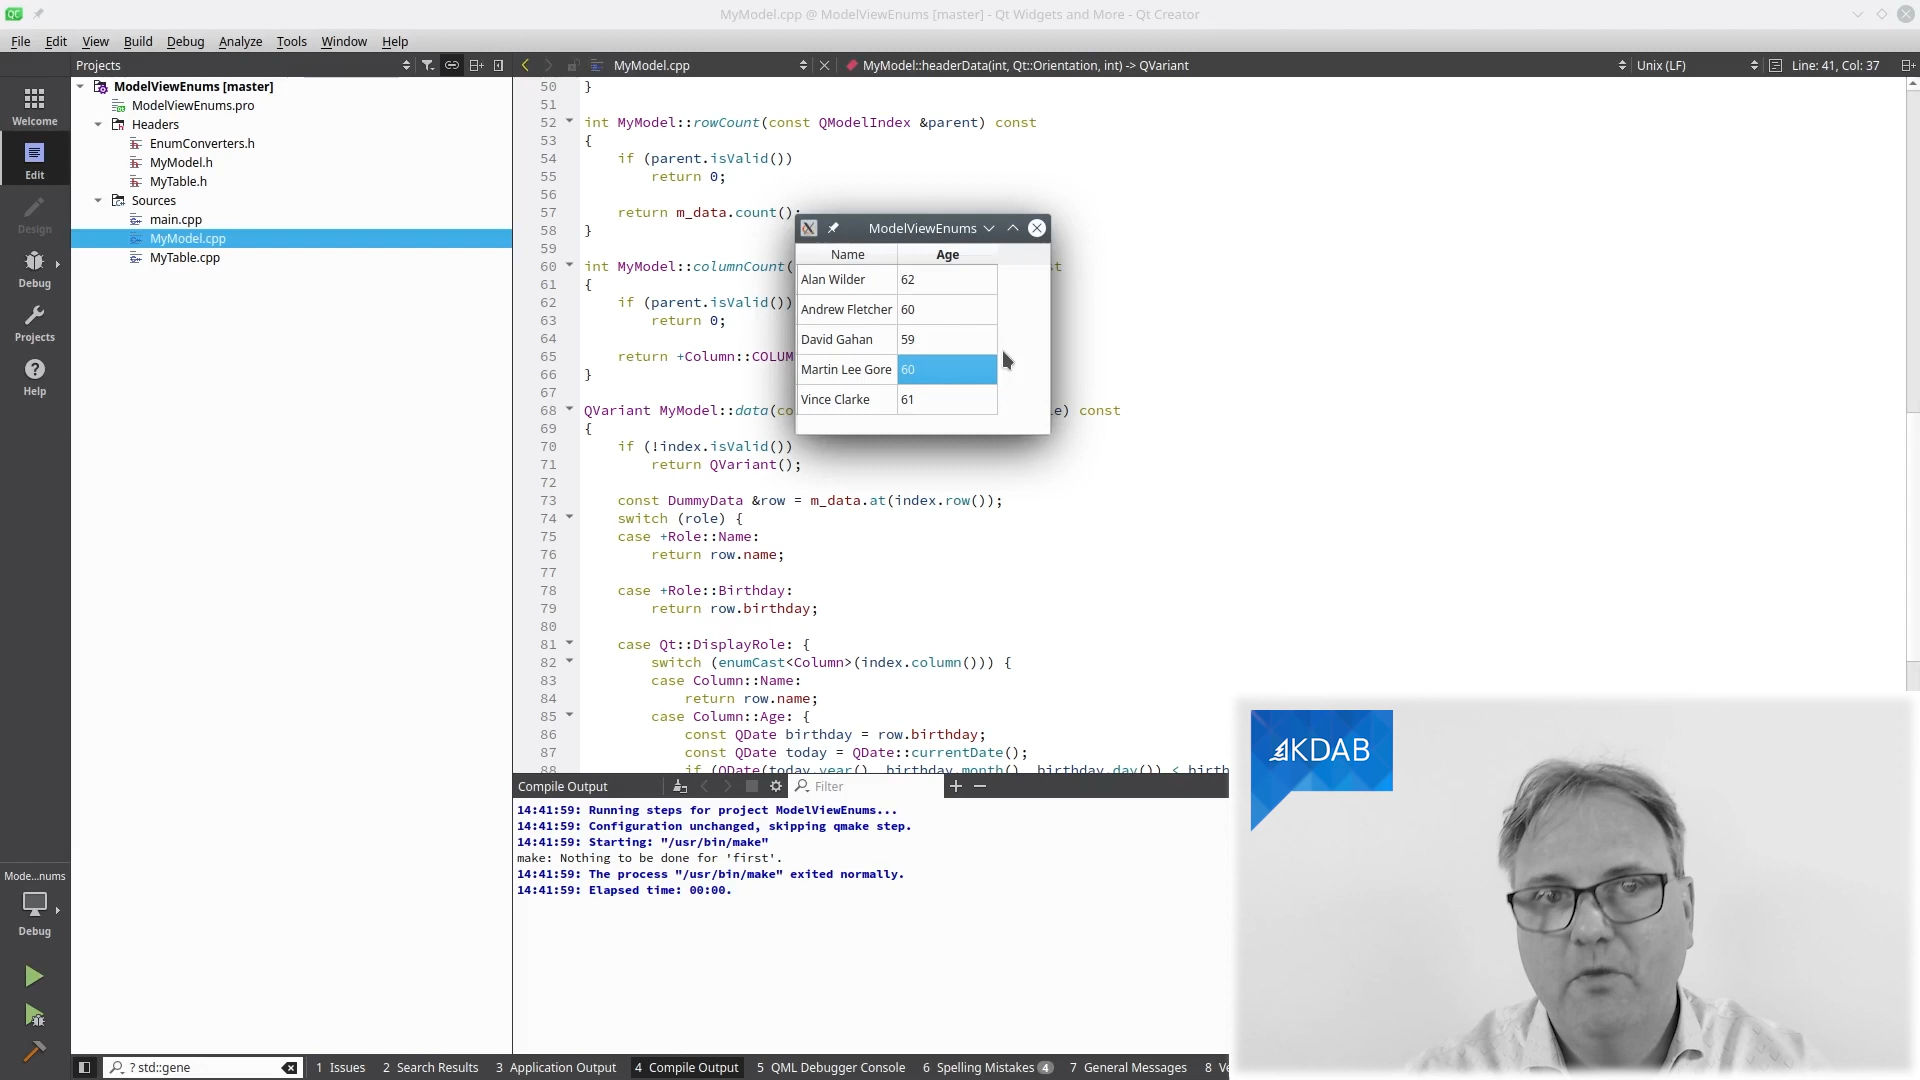 MyModel.cpp @ ModelViewEnums [master] - Qt Widgets and More - Qt Creator
File Edit View Build Debug Analyze Tools Window Help
Projects
MyModel.cpp
MyModel::headerData(int, Qt::Orientation, int) -> QVariant
Unix (LF)
Line: 41, Col: 37
Welcome
Edit
Design
Debug
Projects
Help
Mode...nums
Debug
ModelViewEnums [master]
ModelViewEnums.pro
Headers
EnumConverters.h
MyModel.h
MyTable.h
Sources
main.cpp
MyModel.cpp
MyTable.cpp
50 }
51
52 int MyModel::rowCount(const QModelIndex &parent) const
53 {
54 if (parent.isValid())
55 return 0;
56
57 return m_data.count();
58 }
59
60 int MyModel::columnCount(
61 {
62 if (parent.isValid())
63 return 0;
64
65 return +Column::COLUM
66 }
67
68 QVariant MyModel::data(co le) const
69 {
70 if (!index.isValid())
71 return QVariant();
72
73 const DummyData &row = m_data.at(index.row());
74 switch (role) {
75 case +Role::Name:
76 return row.name;
77
78 case +Role::Birthday:
79 return row.birthday;
80
81 case Qt::DisplayRole: {
82 switch (enumCast<Column>(index.column())) {
83 case Column::Name:
84 return row.name;
85 case Column::Age: {
86 const QDate birthday = row.birthday;
87 const QDate today = QDate::currentDate();
88 if (QDate(today.year(), birthday.month(), birthday.day()) < birth
ModelViewEnums
Name Age
Alan Wilder 62
Andrew Fletcher 60
David Gahan 59
Martin Lee Gore 60
Vince Clarke 61
Compile Output
Filter
14:41:59: Running steps for project ModelViewEnums...
14:41:59: Configuration unchanged, skipping qmake step.
14:41:59: Starting: "/usr/bin/make"
make: Nothing to be done for 'first'.
14:41:59: The process "/usr/bin/make" exited normally.
14:41:59: Elapsed time: 00:00.
KDAB
? std::gene
1 Issues 2 Search Results 3 Application Output 4 Compile Output 5 QML Debugger Console 6 Spelling Mistakes 4 7 General Messages 8 Ve